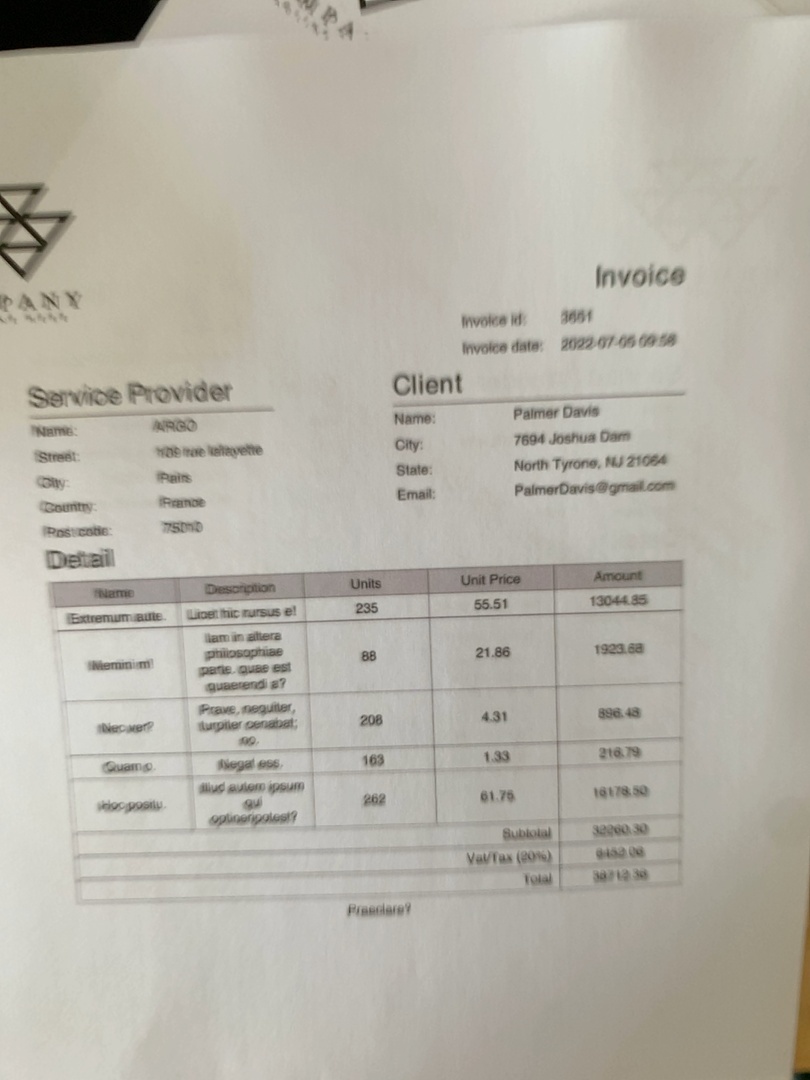 PANY
Invoice
Invoice id: 3661
Invoice date: 2022-07-05 09:58
Service Provider
Name: ARGO
Street: rue lafayette
City: Pairs
Country: France
Post code: 75010
Client
Name: Palmer Davis
City: 7694 Joshua Dam
State: North Tyrone, NJ 21064
Email: PalmerDavis@gmail.com
Detail
Name Description Units Unit Price Amount
Extremum aute. Licet hic rursus e! 235 55.51 13044.85
Memini m! Iam in altera philosophiae parte. quae est quaerendi a? 88 21.86 1923.68
Nec ver? Prave, nequiter, turpiter cenabat; no. 208 4.31 896.48
Quam o. Negat ess. 163 1.33 216.79
Hoc positu. Illud autem ipsum qui 262 61.75 16178.50
Subtotal 32260.30
Vat/Tax (20%) 6452.06
Total 38712.36
Praeclare?